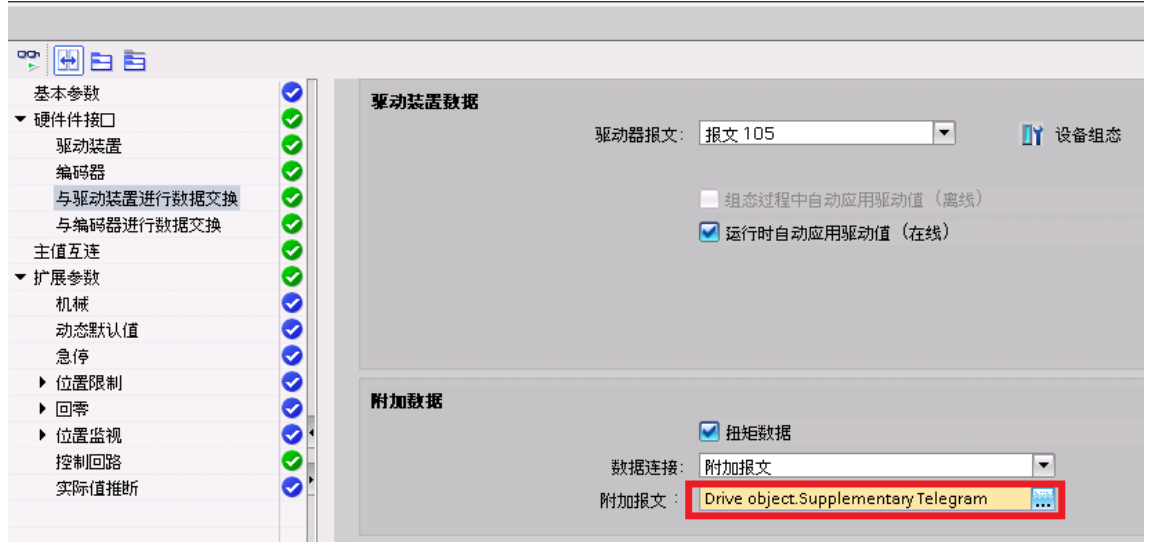 基本参数
硬件件接口
驱动装置
编码器
与驱动装置进行数据交换
与编码器进行数据交换
主值互连
扩展参数
机械
动态默认值
急停
位置限制
回零
位置监视
控制回路
实际值推断
驱动装置数据
驱动器报文: 报文 105 设备组态
组态过程中自动应用驱动值（离线）
运行时自动应用驱动值（在线）
附加数据
扭矩数据
数据连接: 附加报文
附加报文: Drive object.Supplementary Telegram ...